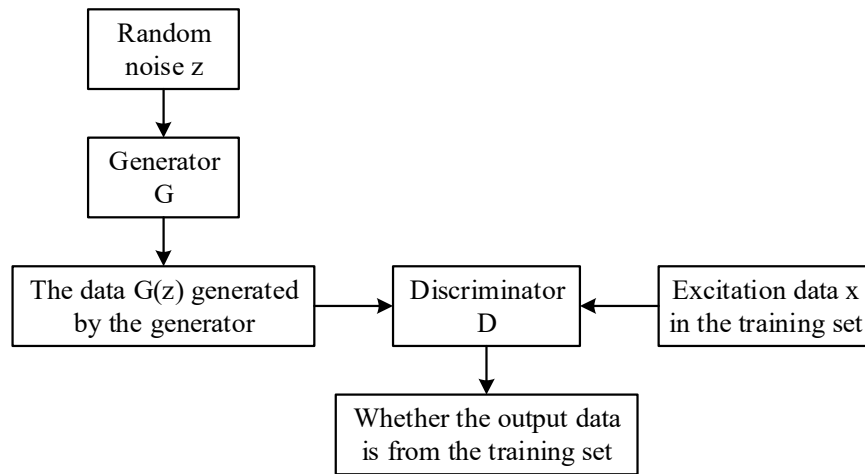 Random
noise z
Generator
G
The data G(z) generated
by the generator
Discriminator
D
Excitation data x
in the training set
Whether the output data
is from the training set